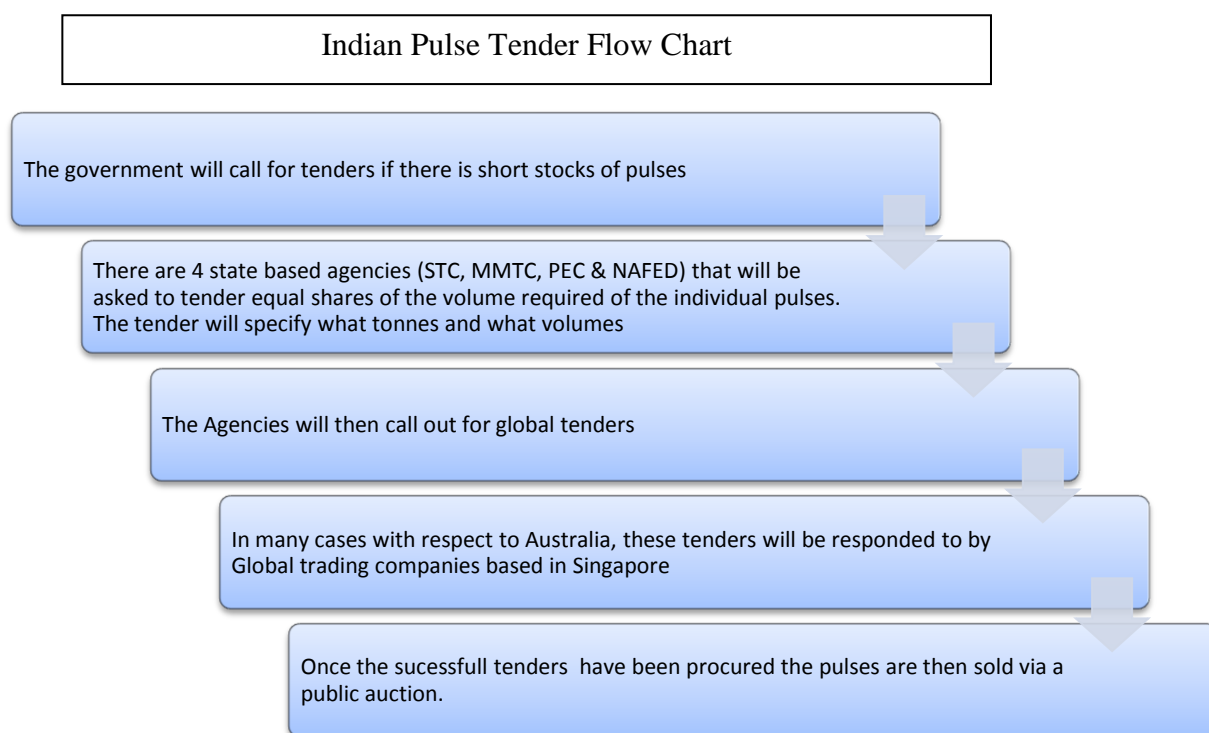 Indian Pulse Tender Flow Chart
The government will call for tenders if there is short stocks of pulses
There are 4 state based agencies (STC, MMTC, PEC & NAFED) that will be
asked to tender equal shares of the volume required of the individual pulses.
The tender will specify what tonnes and what volumes
The Agencies will then call out for global tenders
In many cases with respect to Australia, these tenders will be responded to by
Global trading companies based in Singapore
Once the sucessfull tenders have been procured the pulses are then sold via a
public auction.